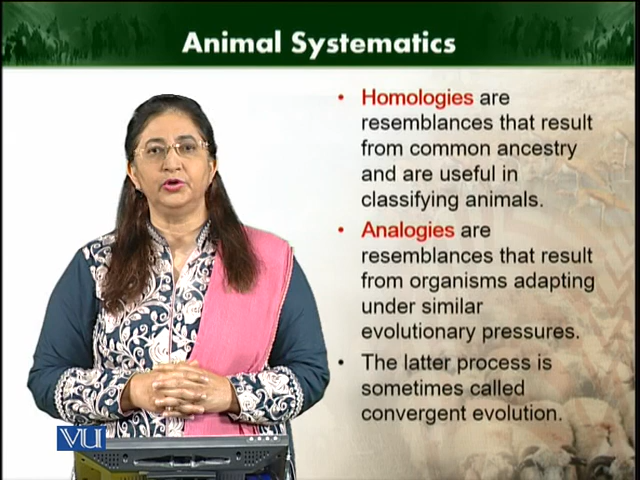 Animal Systematics
• Homologies are
resemblances that result
from common ancestry
and are useful in
classifying animals.
• Analogies are
resemblances that result
from organisms adapting
under similar
evolutionary pressures.
• The latter process is
sometimes called
convergent evolution.
VU